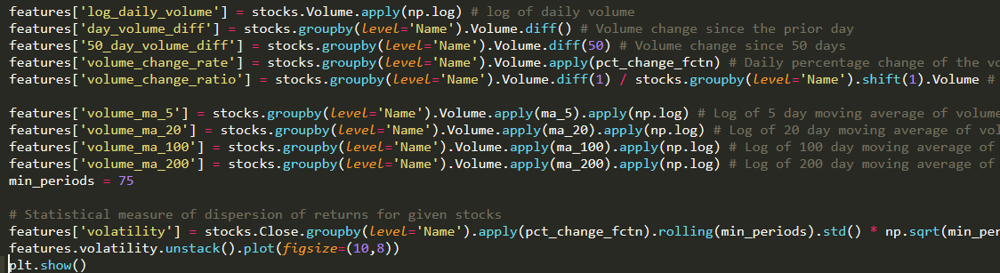 features['log_daily_volume'] = stocks.Volume.apply(np.log) # log of daily volume
features['day_volume_diff'] = stocks.groupby(level='Name').Volume.diff() # Volume change since the prior day
features['50_day_volume_diff'] = stocks.groupby(level='Name').Volume.diff(50) # Volume change since 50 days
features['volume_change_rate'] = stocks.groupby(level='Name').Volume.apply(pct_change_fctn) # Daily percentage change of the vo
features['volume_change_ratio'] = stocks.groupby(level='Name').Volume.diff(1) / stocks.groupby(level='Name').shift(1).Volume #
features['volume_ma_5'] = stocks.groupby(level='Name').Volume.apply(ma_5).apply(np.log) # Log of 5 day moving average of volume
features['volume_ma_20'] = stocks.groupby(level='Name').Volume.apply(ma_20).apply(np.log) # Log of 20 day moving average of vol
features['volume_ma_100'] = stocks.groupby(level='Name').Volume.apply(ma_100).apply(np.log) # Log of 100 day moving average of
features['volume_ma_200'] = stocks.groupby(level='Name').Volume.apply(ma_200).apply(np.log) # Log of 200 day moving average of
min_periods = 75
# Statistical measure of dispersion of returns for given stocks
features['volatility'] = stocks.Close.groupby(level='Name').apply(pct_change_fctn).rolling(min_periods).std() * np.sqrt(min_per
features.volatility.unstack().plot(figsize=(10,8))
plt.show()